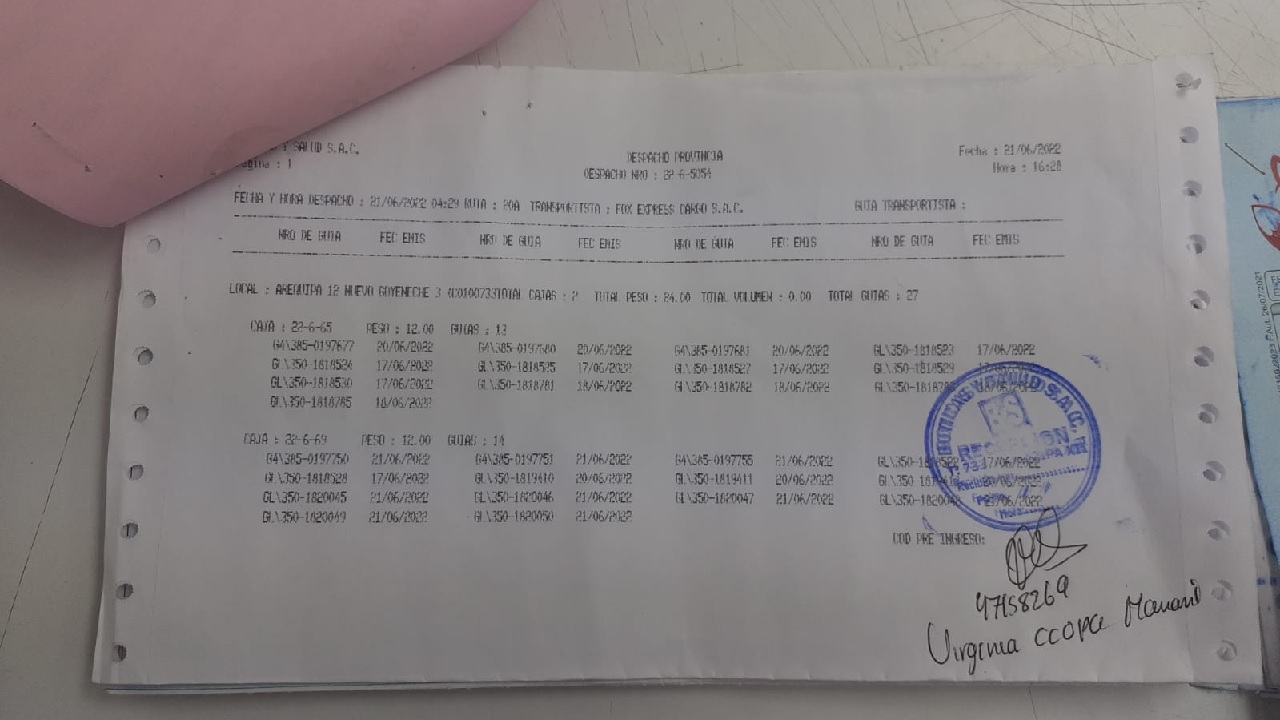 Y SALUD S.A.C.
Pagina : 1
DESPACHO PROVINCIA
DESPACHO NRO : 22-6-5054
Fecha : 21/06/2022
Hora : 16:28
FECHA Y HORA DESPACHO : 21/06/2022 04:29 RUTA : 20A TRANSPORTISTA : FOX EXPRESS CARGO S.A.C. GUIA TRANSPORTISTA :
NRO DE GUIA FEC EMIS NRO DE GUIA FEC EMIS NRO DE GUIA FEC EMIS NRO DE GUIA FEC EMIS
LOCAL : AREQUIPA 12 NUEVO GOYENECHE 3 TOTAL CAJAS : 2 TOTAL PESO : 24.00 TOTAL VOLUMEN : 0.00 TOTAL GUIAS : 27
CAJA : 22-6-65 PESO : 12.00 GUIAS : 13
G4\385-0197677 20/06/2022 G4\385-0197680 20/06/2022 G4\385-0197681 20/06/2022 GL\350-1818523 17/06/2022
GL\350-1818524 17/06/2022 GL\350-1818525 17/06/2022 GL\350-1818527 17/06/2022 GL\350-1818529
GL\350-1818530 17/06/2022 GL\350-1818781 18/06/2022 GL\350-1818782 18/06/2022
GL\350-1818785 18/06/2022
CAJA : 22-6-69 PESO : 12.00 GUIAS : 14
G4\385-0197750 21/06/2022 G4\385-0197751 21/06/2022 G4\385-0197755 21/06/2022
GL\350-1818528 17/06/2022 GL\350-1819410 20/06/2022 GL\350-1819411 20/06/2022
GL\350-1820045 21/06/2022 GL\350-1820046 21/06/2022 GL\350-1820047 21/06/2022
GL\350-1820049 21/06/2022 GL\350-1820050 21/06/2022
COD PRE INGRESO:
BS
RECEPCION
47158269
Virginia ccopa Mamani